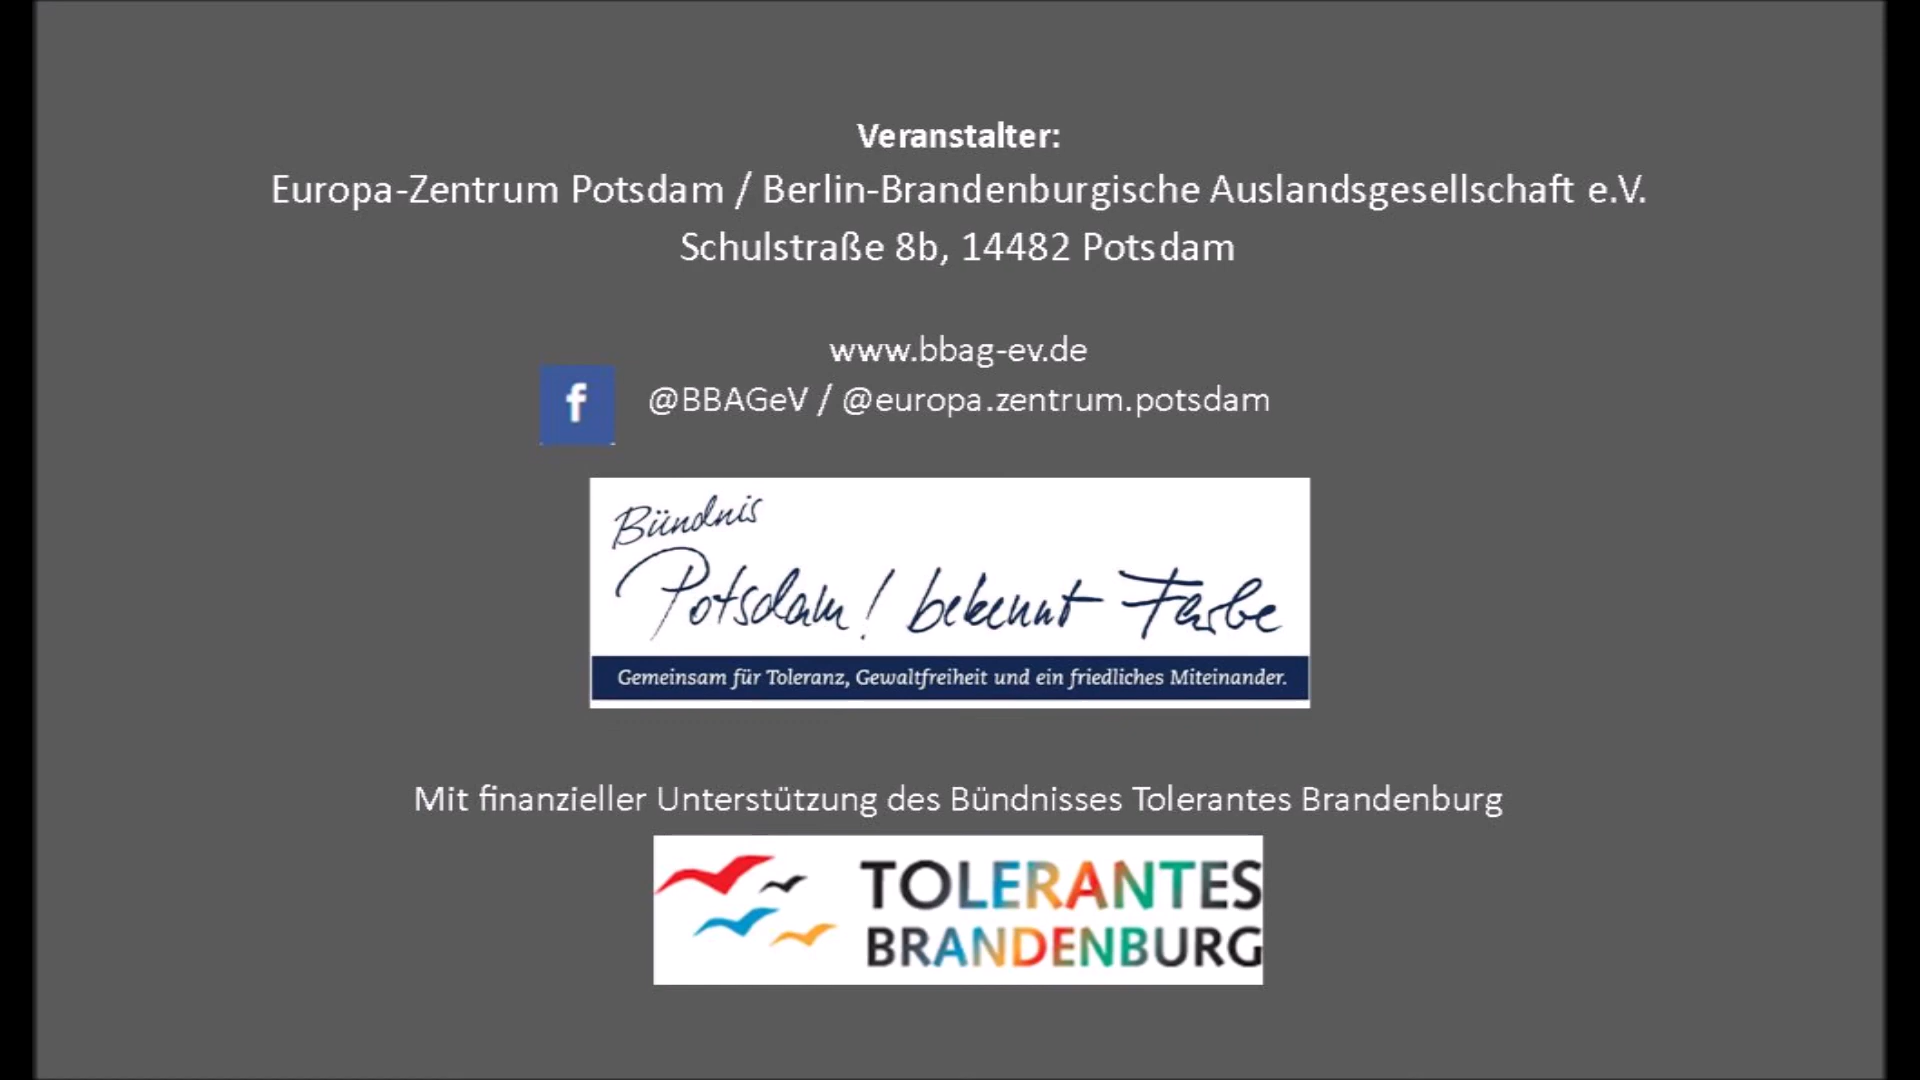 Veranstalter:
Europa-Zentrum Potsdam / Berlin-Brandenburgische Auslandsgesellschaft e.V.
Schulstraße 8b, 14482 Potsdam
www.bbag-ev.de
f @BBAGeV / @europa.zentrum.potsdam
Bündnis
Potsdam! bekennt Farbe
Gemeinsam für Toleranz, Gewaltfreiheit und ein friedliches Miteinander.
Mit finanzieller Unterstützung des Bündnisses Tolerantes Brandenburg
TOLERANTES
BRANDENBURG